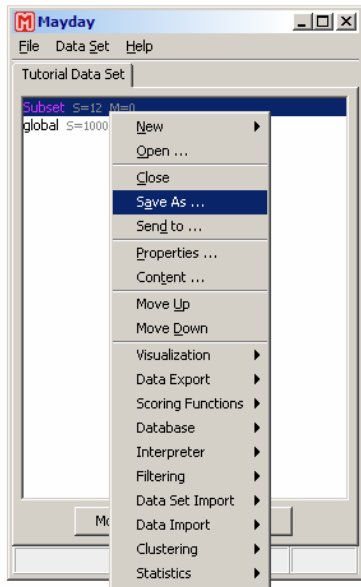 Mayday
File Data Set Help
Tutorial Data Set
Subset S=12 M=0
global S=1000
New
Open ...
Close
Save As ...
Send to ...
Properties ...
Content ...
Move Up
Move Down
Visualization
Data Export
Scoring Functions
Database
Interpreter
Filtering
Data Set Import
Data Import
Clustering
Statistics